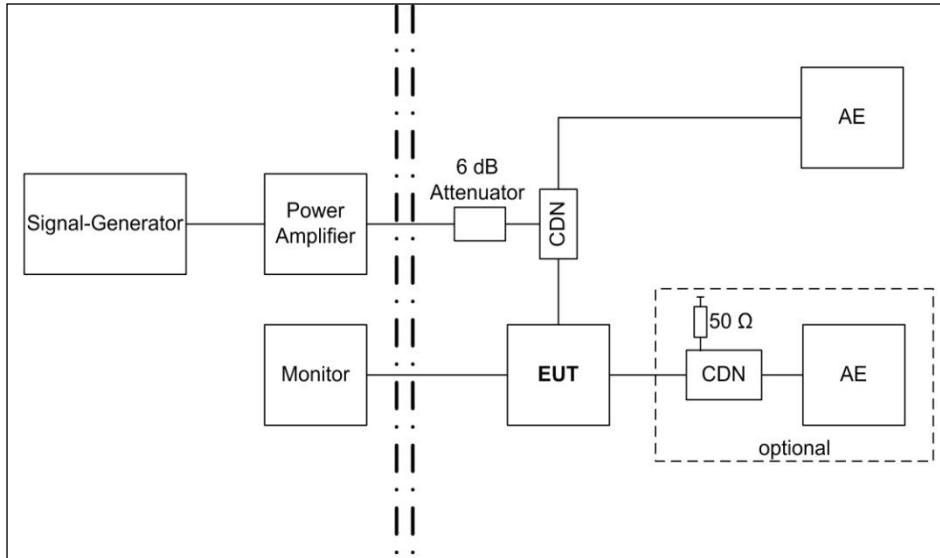 AE
6 dB
Attenuator
Signal-Generator
Power
Amplifier
CDN
50 Ω
Monitor
EUT
CDN
AE
optional